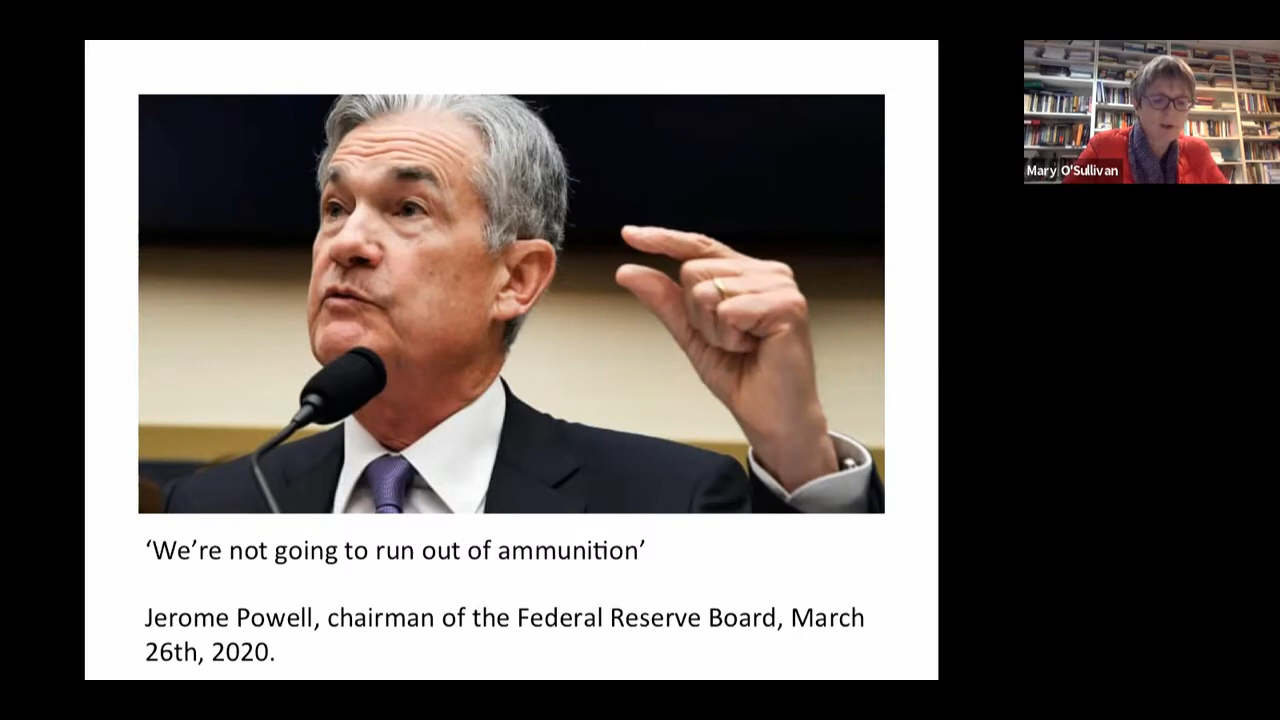 ‘We’re not going to run out of ammunition’
Jerome Powell, chairman of the Federal Reserve Board, March
26th, 2020.
Mary O'Sullivan